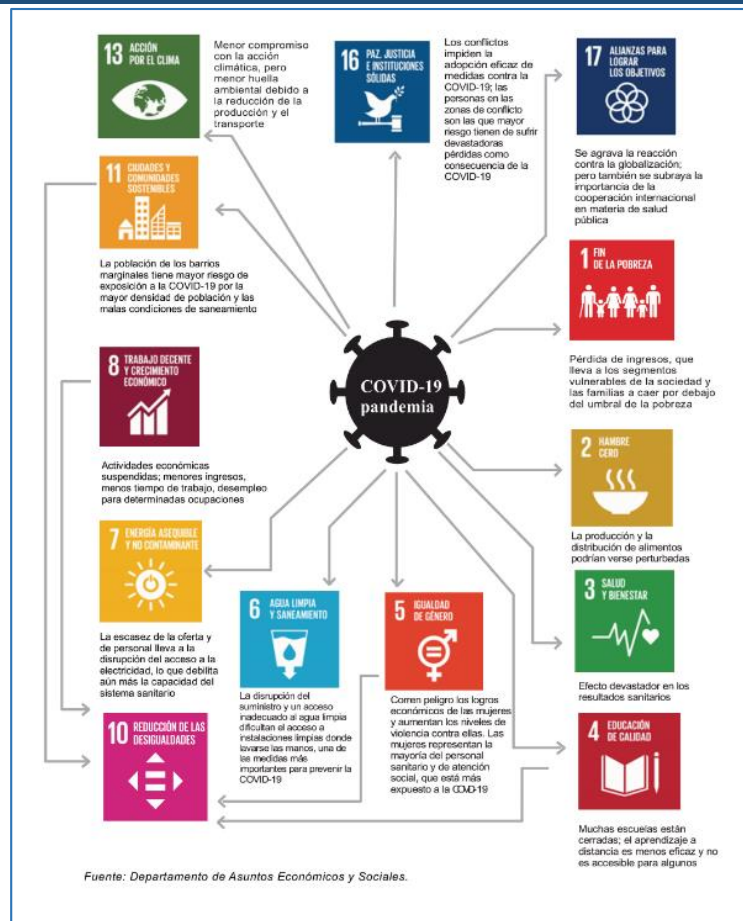 13 ACCIÓN
POR EL CLIMA
Menor compromiso
con la acción
climática, pero
menor huella
ambiental debido a
la reducción de la
producción y el
transporte
16 PAZ, JUSTICIA
E INSTITUCIONES
SÓLIDAS
Los conflictos
impiden la
adopción eficaz de
medidas contra la
COVID-19; las
personas en las
zonas de conflicto
son las que mayor
riesgo tienen de sufrir
devastadoras
pérdidas como
consecuencia de la
COVID-19
17 ALIANZAS PARA
LOGRAR
LOS OBJETIVOS
Se agrava la reacción
contra la globalización;
pero también se subraya la
importancia de la
cooperación internacional
en materia de salud
pública
11 CIUDADES Y
COMUNIDADES
SOSTENIBLES
La población de los barrios
marginales tiene mayor riesgo de
exposición a la COVID-19 por la
mayor densidad de población y las
malas condiciones de saneamiento
1 FIN
DE LA POBREZA
Pérdida de ingresos, que
lleva a los segmentos
vulnerables de la sociedad y
las familias a caer por debajo
del umbral de la pobreza
COVID-19
pandemia
8 TRABAJO DECENTE
Y CRECIMIENTO
ECONÓMICO
Actividades económicas
suspendidas; menores ingresos,
menos tiempo de trabajo, desempleo
para determinadas ocupaciones
2 HAMBRE
CERO
La producción y la
distribución de alimentos
podrían verse perturbadas
7 ENERGÍA ASEQUIBLE
Y NO CONTAMINANTE
La escasez de la oferta y
de personal lleva a la
disrupción del acceso a la
electricidad, lo que debilita
aún más la capacidad del
sistema sanitario
6 AGUA LIMPIA
Y SANEAMIENTO
La disrupción del
suministro y un acceso
inadecuado al agua limpia
dificultan el acceso a
instalaciones limpias donde
lavarse las manos, una de
las medidas más
importantes para prevenir la
COVID-19
5 IGUALDAD
DE GÉNERO
Corren peligro los logros
económicos de las mujeres
y aumentan los niveles de
violencia contra ellas. Las
mujeres representan la
mayoría del personal
sanitario y de atención
social, que está más
expuesto a la COVID-19
3 SALUD
Y BIENESTAR
Efecto devastador en los
resultados sanitarios
10 REDUCCIÓN DE LAS
DESIGUALDADES
4 EDUCACIÓN
DE CALIDAD
Muchas escuelas están
cerradas; el aprendizaje a
distancia es menos eficaz y no
es accesible para algunos
Fuente: Departamento de Asuntos Económicos y Sociales.